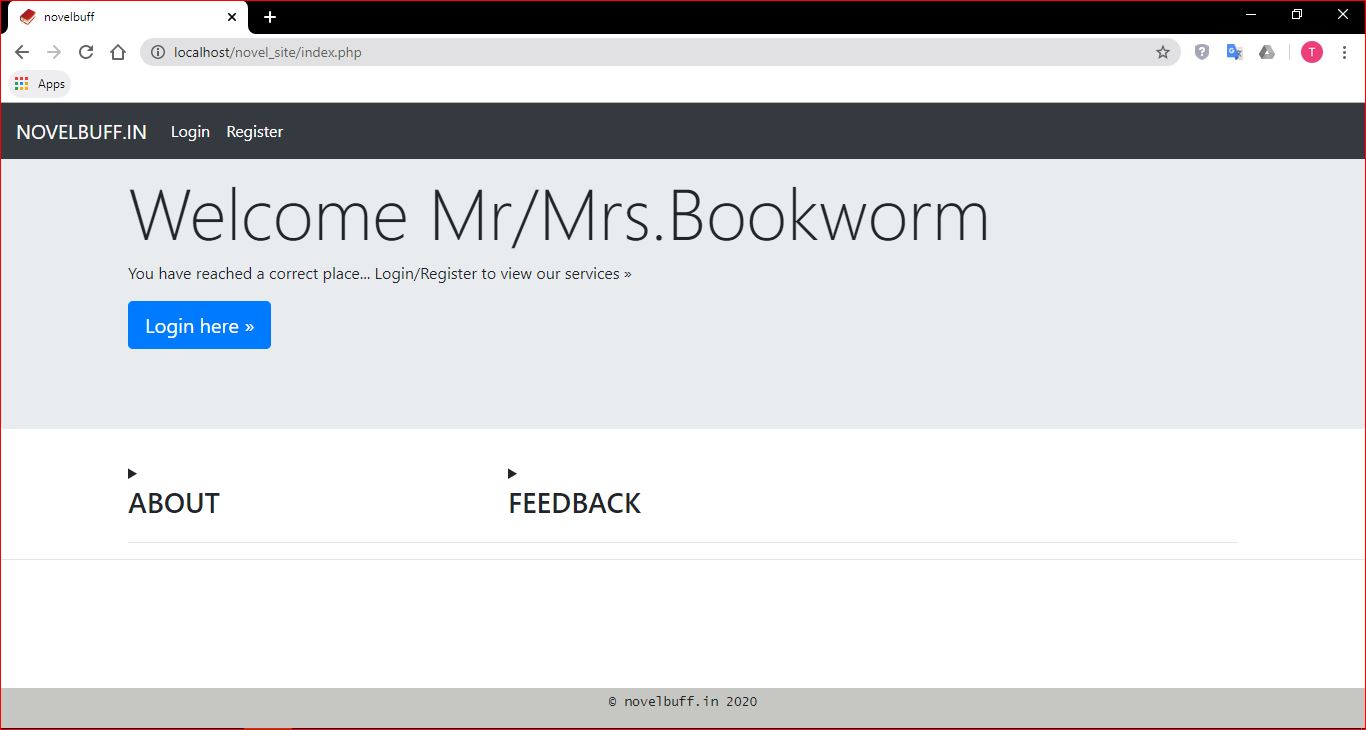 novelbuff
localhost/novel_site/index.php
T
Apps
NOVELBUFF.IN Login Register
Welcome Mr/Mrs.Bookworm
You have reached a correct place... Login/Register to view our services »
Login here »
ABOUT FEEDBACK
© novelbuff.in 2020